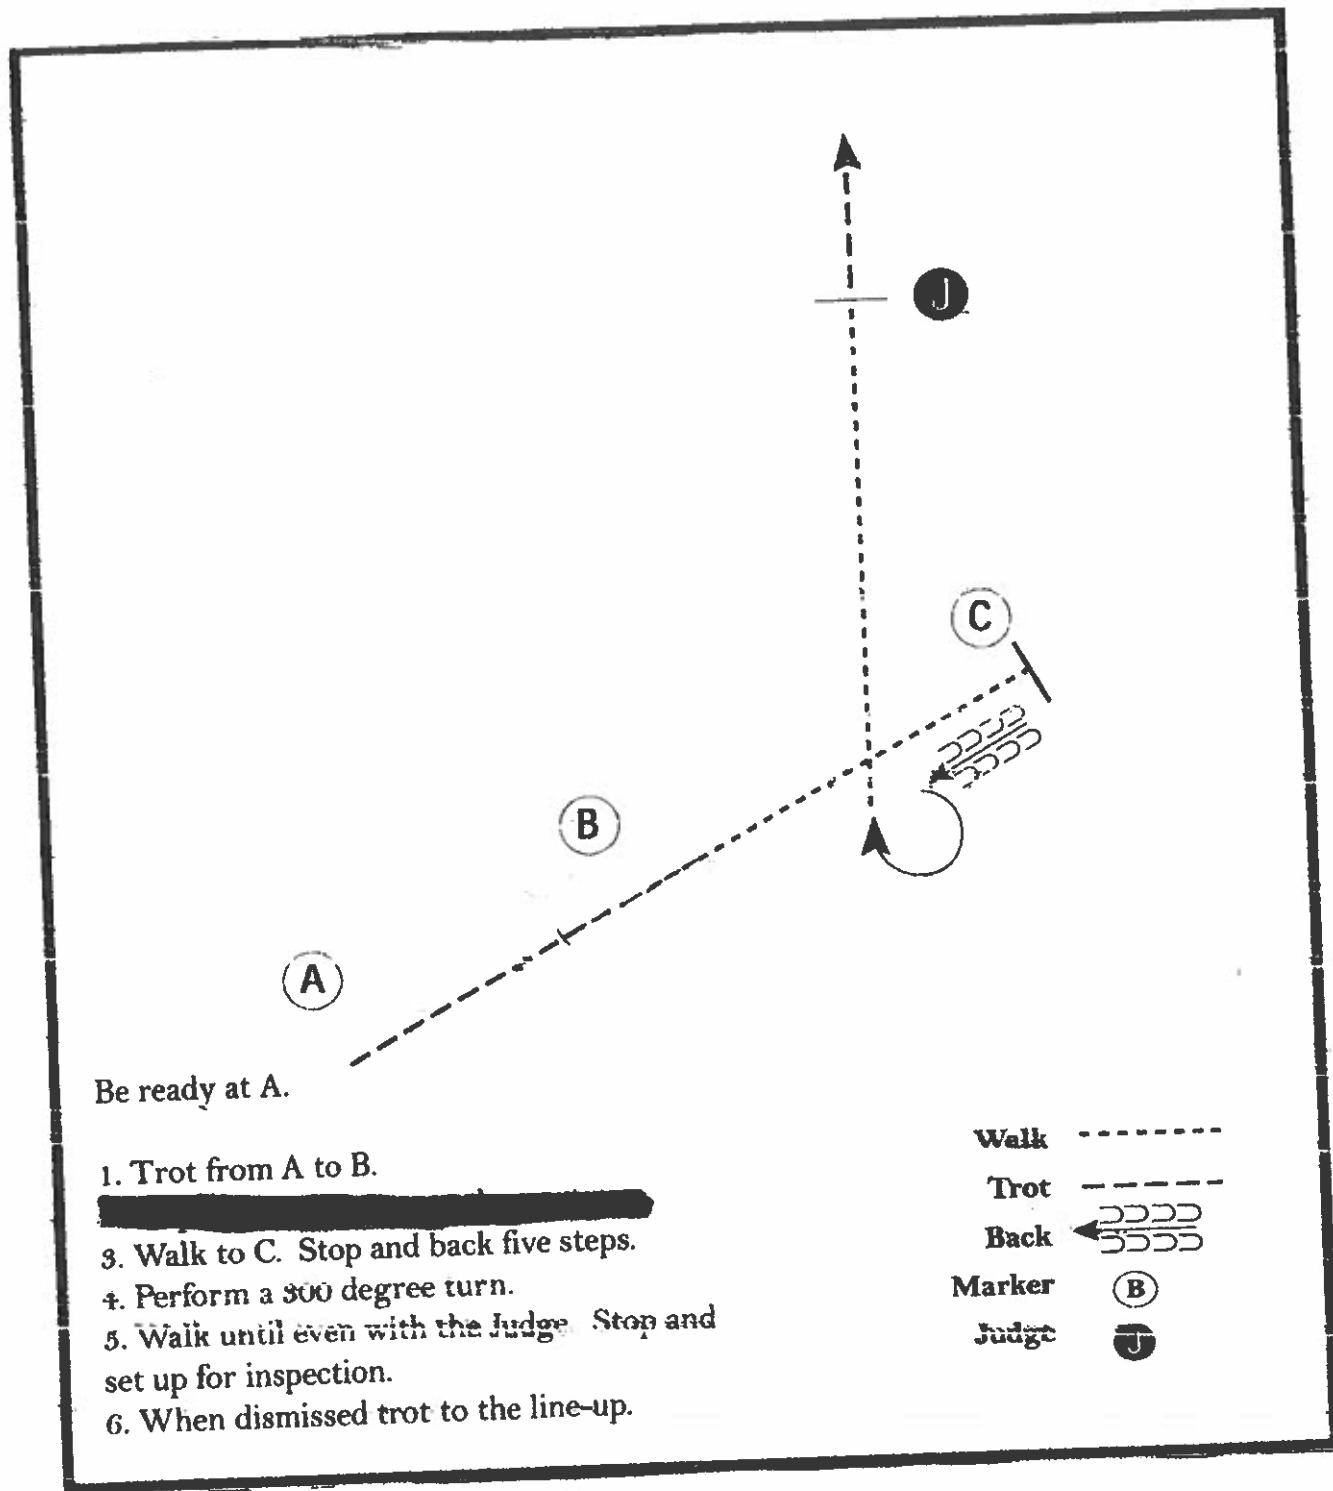 J
C
B
A
Be ready at A.
1. Trot from A to B.
3. Walk to C. Stop and back five steps.
4. Perform a 300 degree turn.
5. Walk until even with the Judge. Stop and
set up for inspection.
6. When dismissed trot to the line-up.
Walk
Trot
Back
Marker B
Judge J